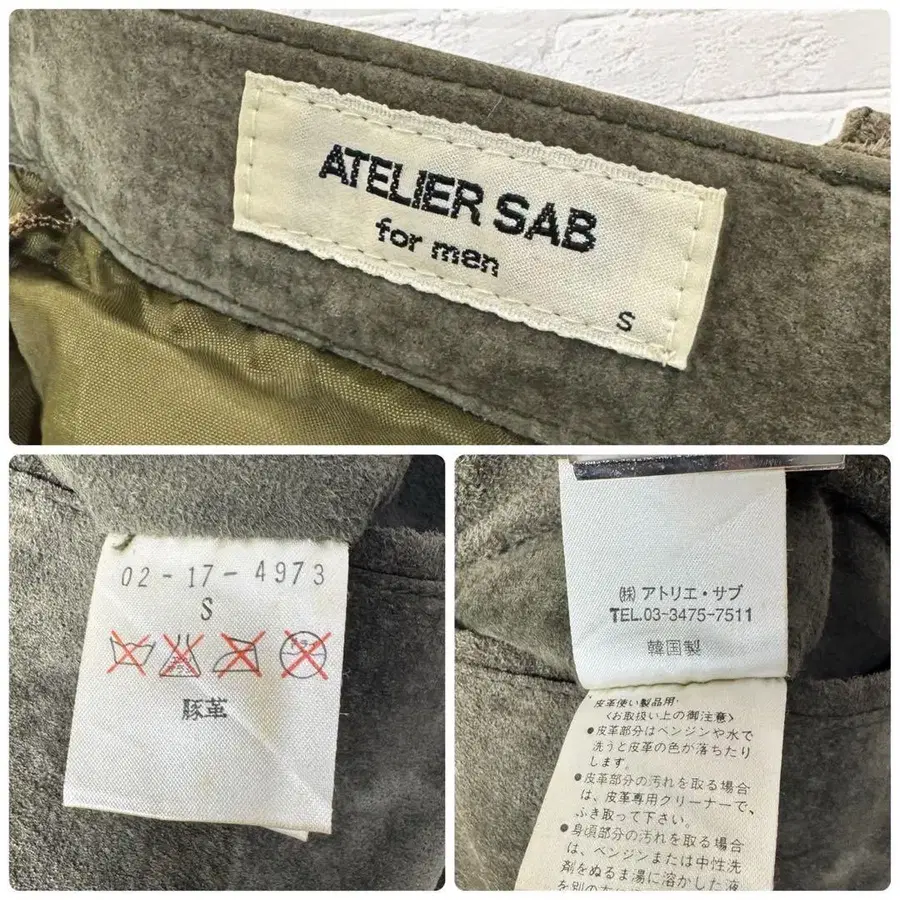 ATELIER SAB
for men
S
02-17-4973
S
ドライ
豚革
㈱アトリエ・サブ
TEL.03-3475-7511
韓国製
皮革使い製品用
〈お取扱い上の御注意〉
●皮革部分はベンジンや水で
洗うと皮革の色が落ちたり
します。
●皮革部分の汚れを取る場合
は、皮革専用クリーナーで、
ふき取って下さい。
●身頃部分の汚れを取る場合
は、ベンジンまたは中性洗
剤をぬるま湯に溶かした液